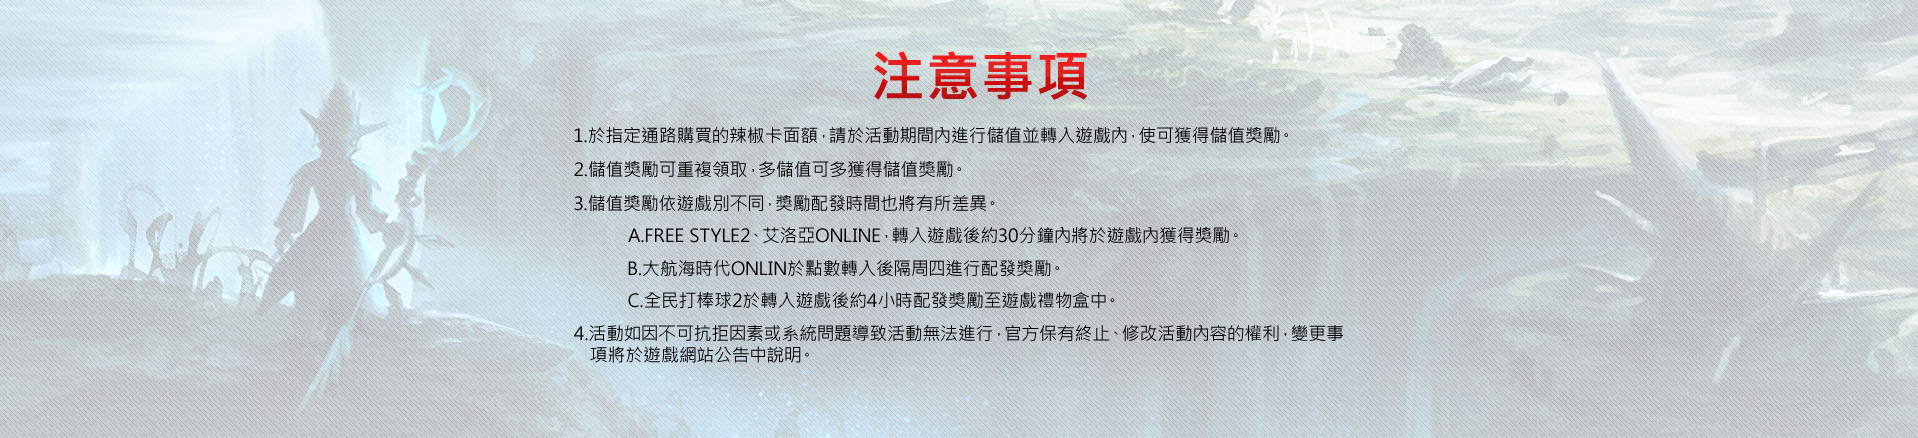 注意事項
1.於指定通路購買的辣椒卡面額，請於活動期間內進行儲值並轉入遊戲內，使可獲得儲值獎勵。
2.儲值獎勵可重複領取，多儲值可多獲得儲值獎勵。
3.儲值獎勵依遊戲別不同，獎勵配發時間也將有所差異。
A.FREE STYLE2、艾洛亞ONLINE，轉入遊戲後約30分鐘內將於遊戲內獲得獎勵。
B.大航海時代ONLIN於點數轉入後隔周四進行配發獎勵。
C.全民打棒球2於轉入遊戲後約4小時配發獎勵至遊戲禮物盒中。
4.活動如因不可抗拒因素或系統問題導致活動無法進行，官方保有終止、修改活動內容的權利，變更事
項將於遊戲網站公告中說明。